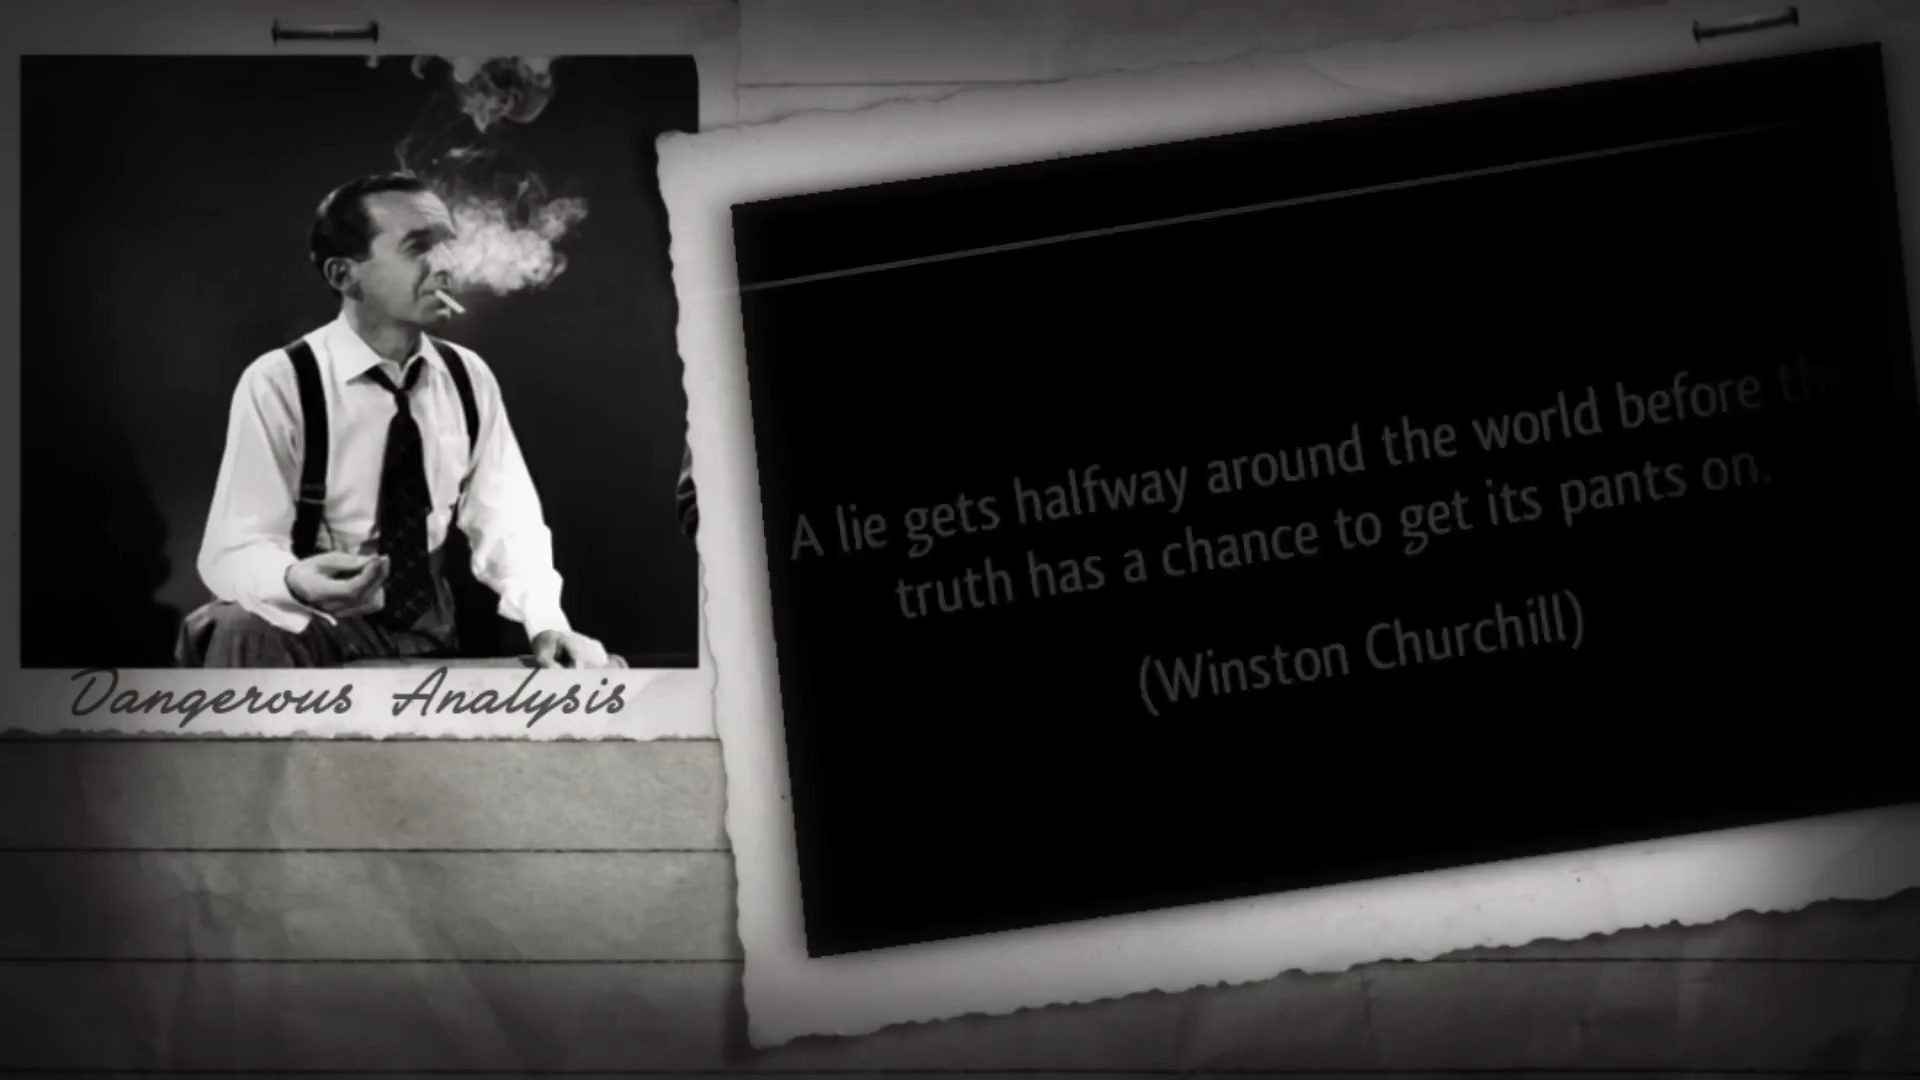 Dangerous Analysis
A lie gets halfway around the world before the
truth has a chance to get its pants on.
(Winston Churchill)